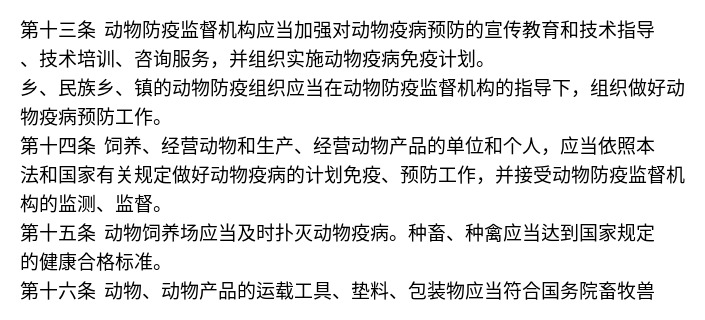 第十三条 动物防疫监督机构应当加强对动物疫病预防的宣传教育和技术指导
、技术培训、咨询服务，并组织实施动物疫病免疫计划。
乡、民族乡、镇的动物防疫组织应当在动物防疫监督机构的指导下，组织做好动
物疫病预防工作。
第十四条 饲养、经营动物和生产、经营动物产品的单位和个人，应当依照本
法和国家有关规定做好动物疫病的计划免疫、预防工作，并接受动物防疫监督机
构的监测、监督。
第十五条 动物饲养场应当及时扑灭动物疫病。种畜、种禽应当达到国家规定
的健康合格标准。
第十六条 动物、动物产品的运载工具、垫料、包装物应当符合国务院畜牧兽